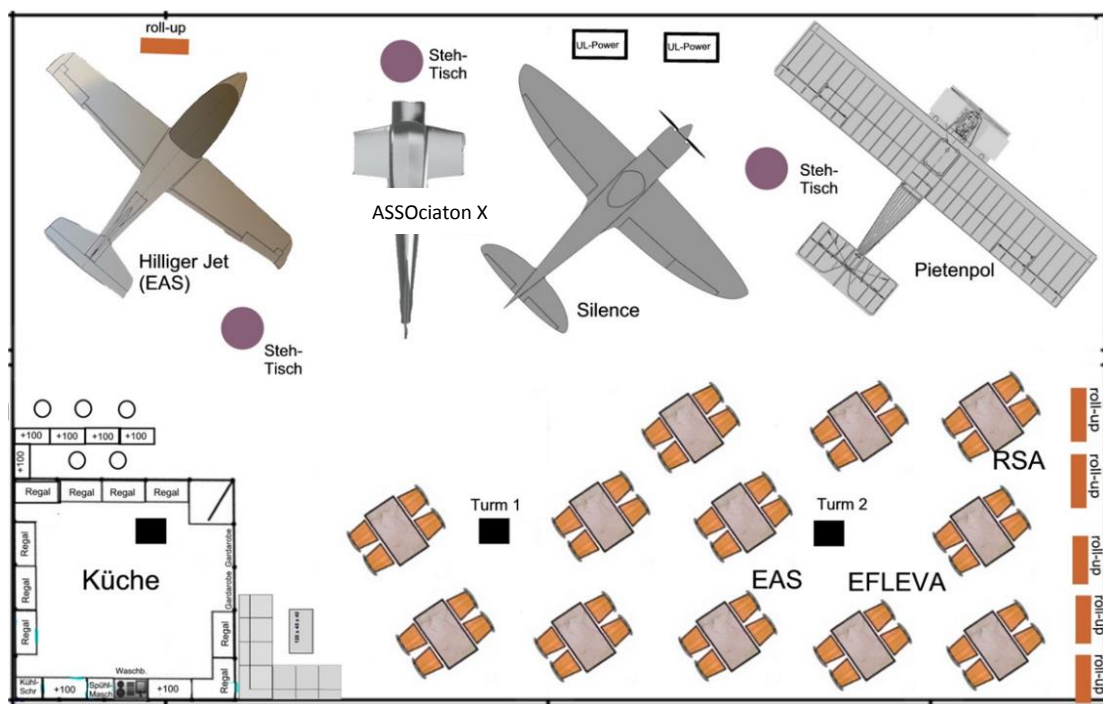 roll-up
Steh-
Tisch
UL-Power
UL-Power
Steh-
Tisch
ASSOciaton X
Hilliger Jet
(EAS)
Silence
Pietenpol
Steh-
Tisch
+100
+100
+100
+100
+100
Regal
Regal
Regal
Regal
Regal
Regal
Regal
Küche
Gardarobe
Gardarobe
Regal
Regal
Waschb.
Kühl-
Schr
+100
Spühl-
Masch
+100
Turm 1
Turm 2
RSA
EAS
EFLEVA
roll-up
roll-up
roll-up
roll-up
roll-up